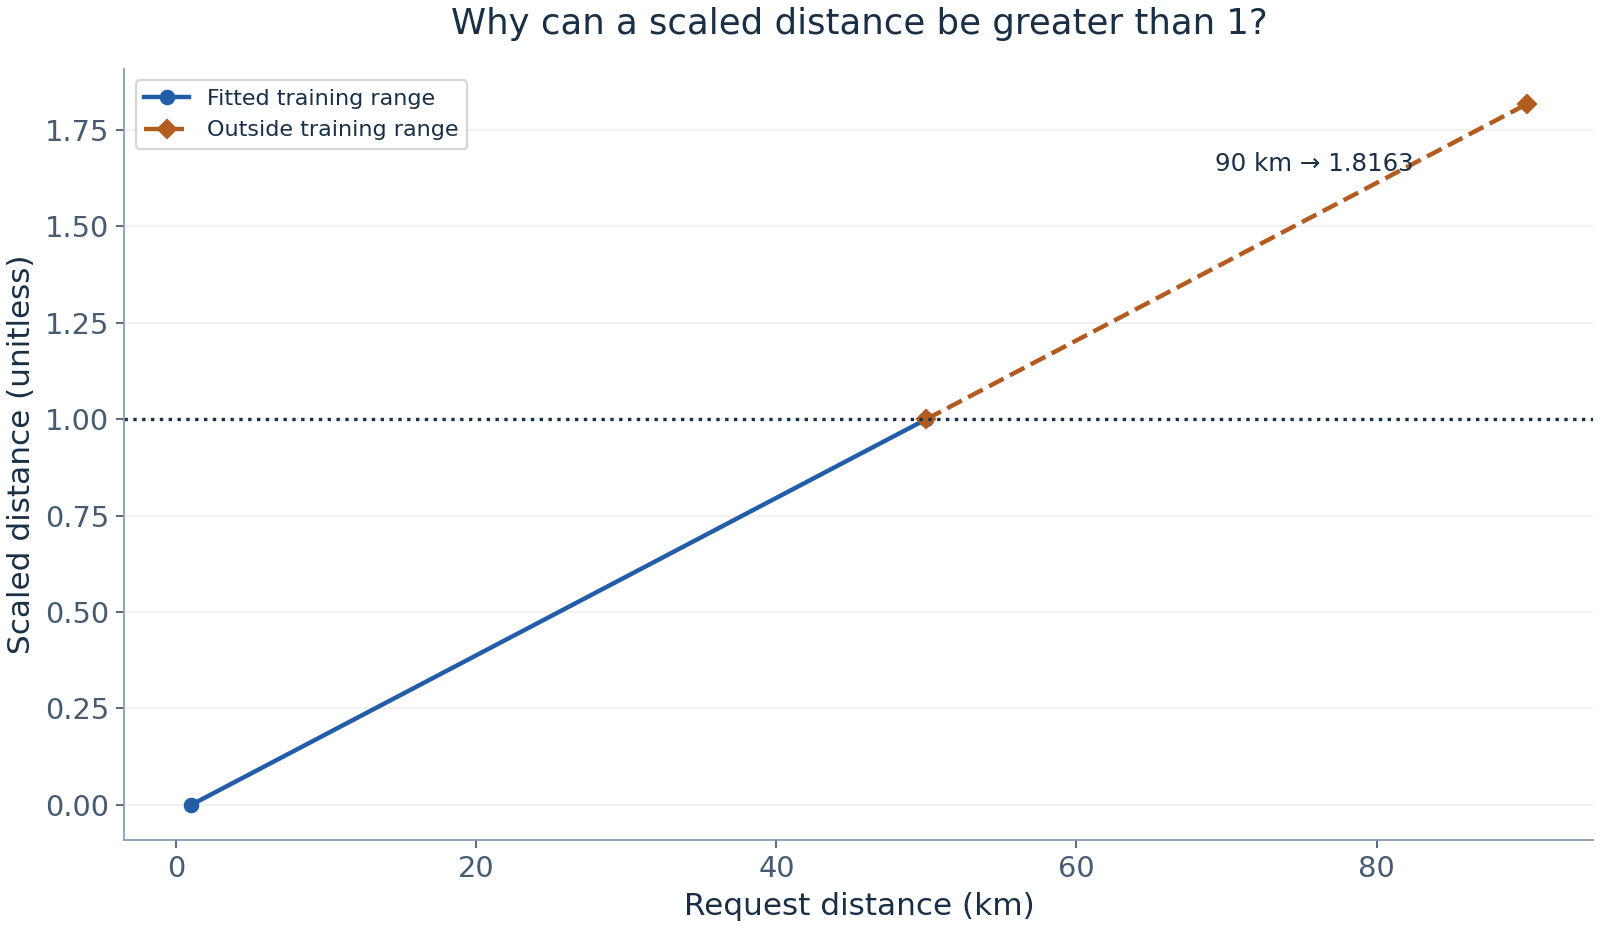 Why can a scaled distance be greater than 1?
Fitted training range
Outside training range
90 km → 1.8163
Scaled distance (unitless)
1.75
1.50
1.25
1.00
0.75
0.50
0.25
0.00
0 20 40 60 80
Request distance (km)